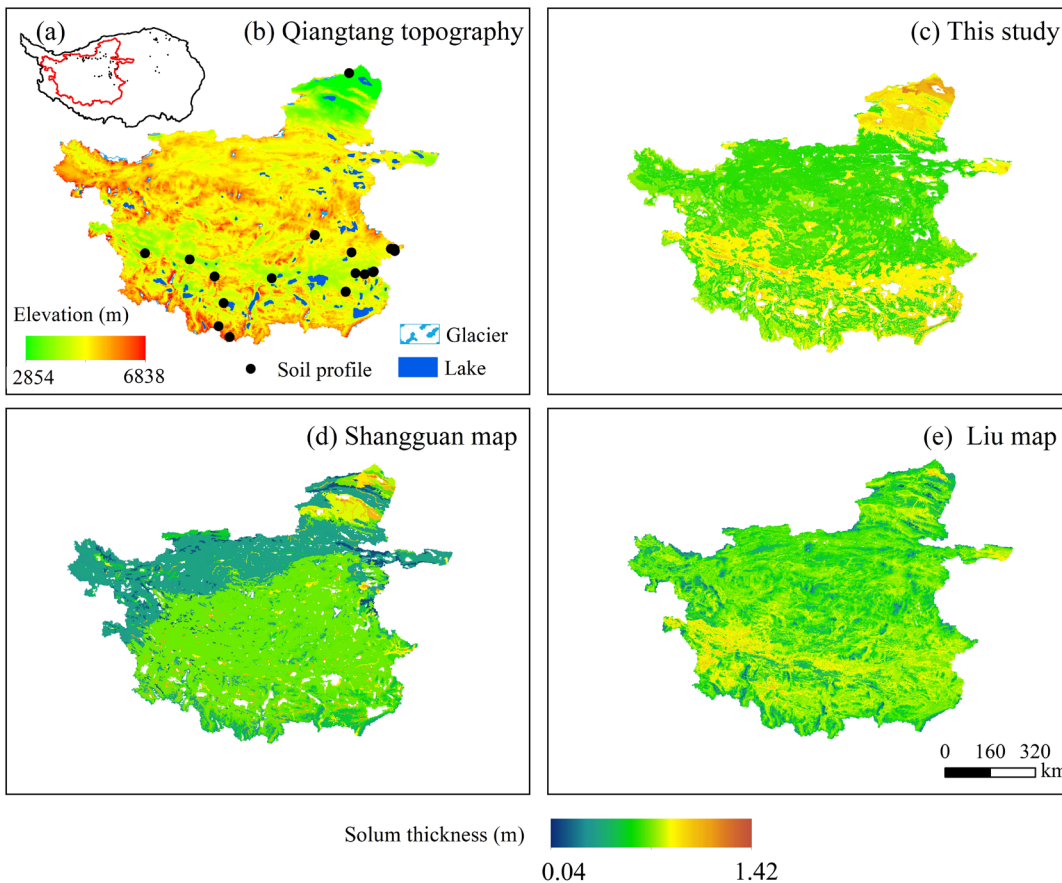 (a)
(b) Qiangtang topography
(c) This study
Elevation (m)
2854 6838
Soil profile
Glacier
Lake
(d) Shangguan map
(e) Liu map
0 160 320
km
Solum thickness (m)
0.04 1.42